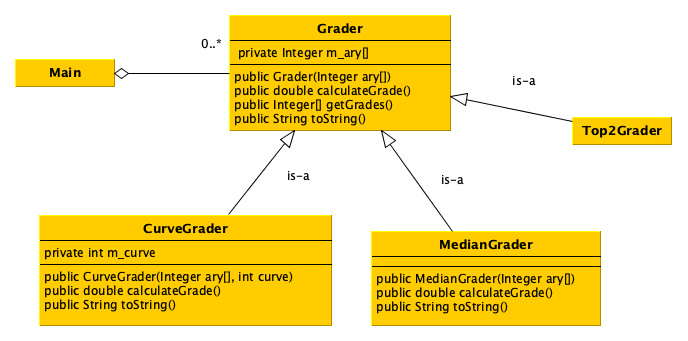 Grader
private Integer m_ary[]
public Grader(Integer ary[])
public double calculateGrade()
public Integer[] getGrades()
public String toString()
0..*
Main
is-a
Top2Grader
is-a
is-a
CurveGrader
private int m_curve
public CurveGrader(Integer ary[], int curve)
public double calculateGrade()
public String toString()
MedianGrader
public MedianGrader(Integer ary[])
public double calculateGrade()
public String toString()